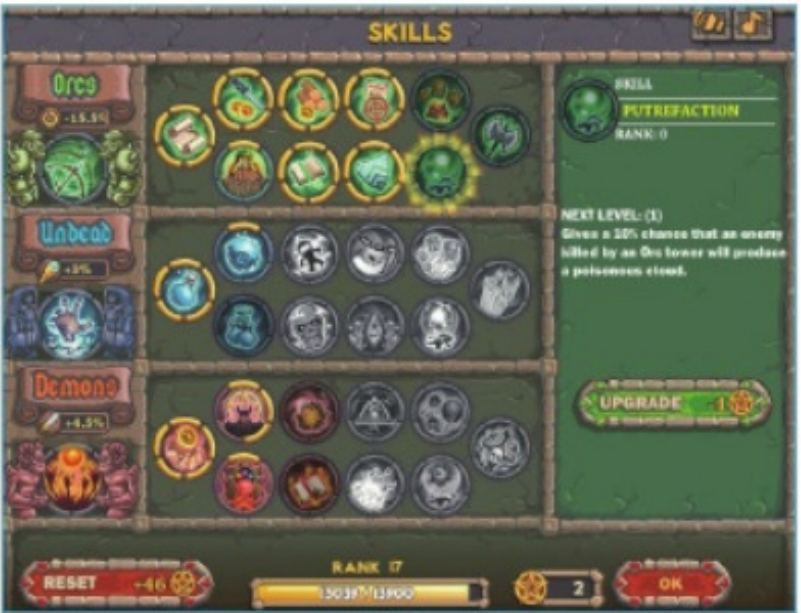 SKILLS
Orcs
-15.5%
Undead
+3%
Demons
+4.5%
SKILL
PUTREFACTION
RANK: 0
NEXT LEVEL: (1)
Gives a 10% chance that an enemy
killed by an Orc tower will produce
a poisonous cloud.
UPGRADE -1
RESET +46
RANK 17
2
OK